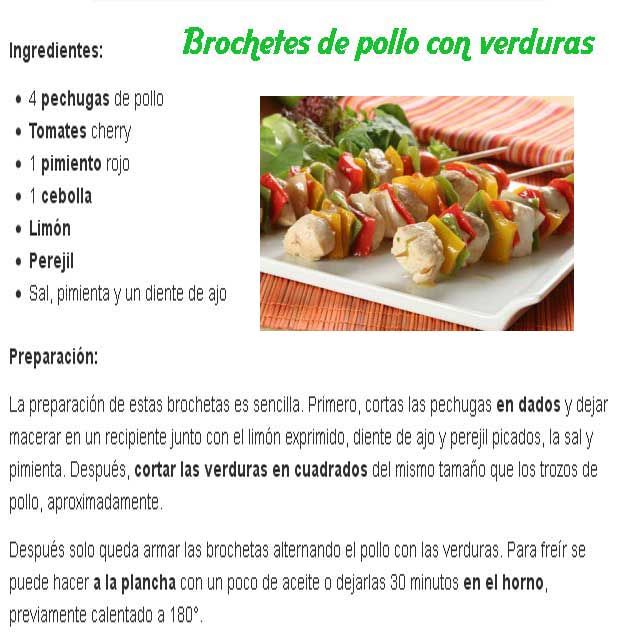 Brochetes de pollo con verduras
Ingredientes:
4 pechugas de pollo
Tomates cherry
1 pimiento rojo
1 cebolla
Limón
Perejil
Sal, pimienta y un diente de ajo
Preparación:
La preparación de estas brochetas es sencilla. Primero, cortas las pechugas en dados y dejar
macerar en un recipiente junto con el limón exprimido, diente de ajo y perejil picados, la sal y
pimienta. Después, cortar las verduras en cuadrados del mismo tamaño que los trozos de
pollo, aproximadamente.
Después solo queda armar las brochetas alternando el pollo con las verduras. Para freír se
puede hacer a la plancha con un poco de aceite o dejarlas 30 minutos en el horno,
previamente calentado a 180°.